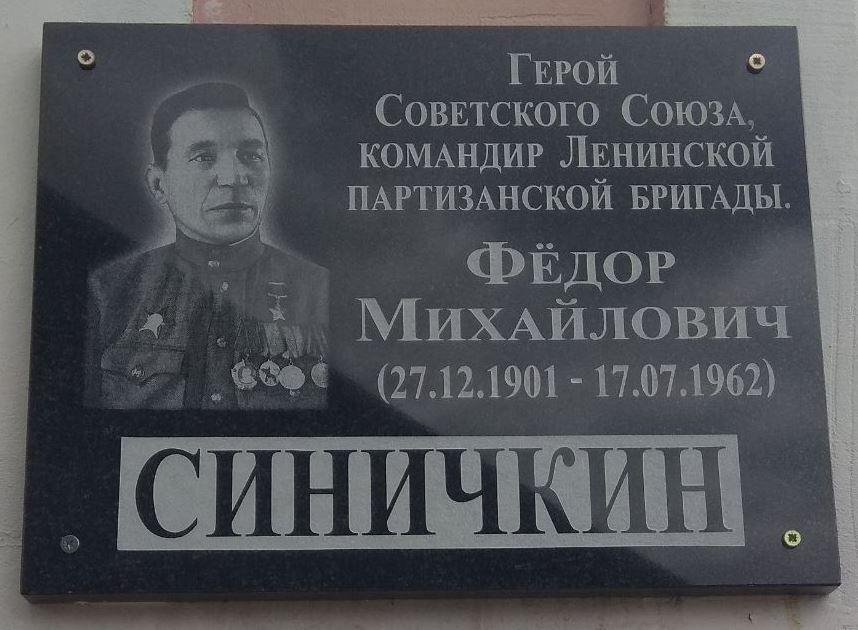 Герой
Советского Союза,
командир Ленинской
партизанской бригады.
Фёдор
Михайлович
(27.12.1901 - 17.07.1962)
СИНИЧКИН